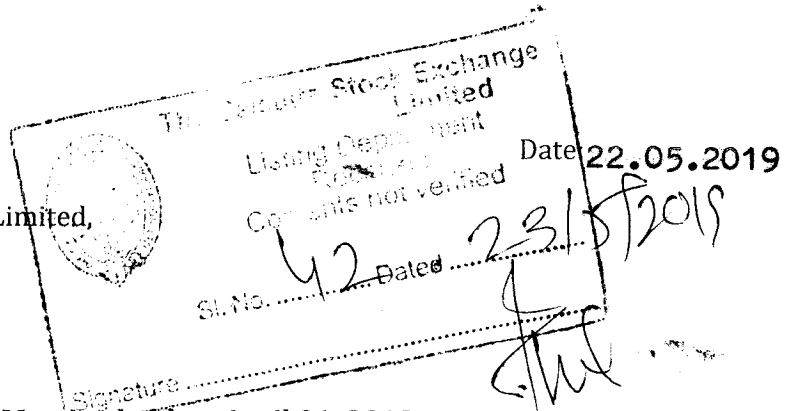 The Calcutta Stock Exchange
Limited
Listing Department
Date 22.05.2019
Contents not verified
Limited,
Sl. No. 42 Dated 23/5/2019
Signature